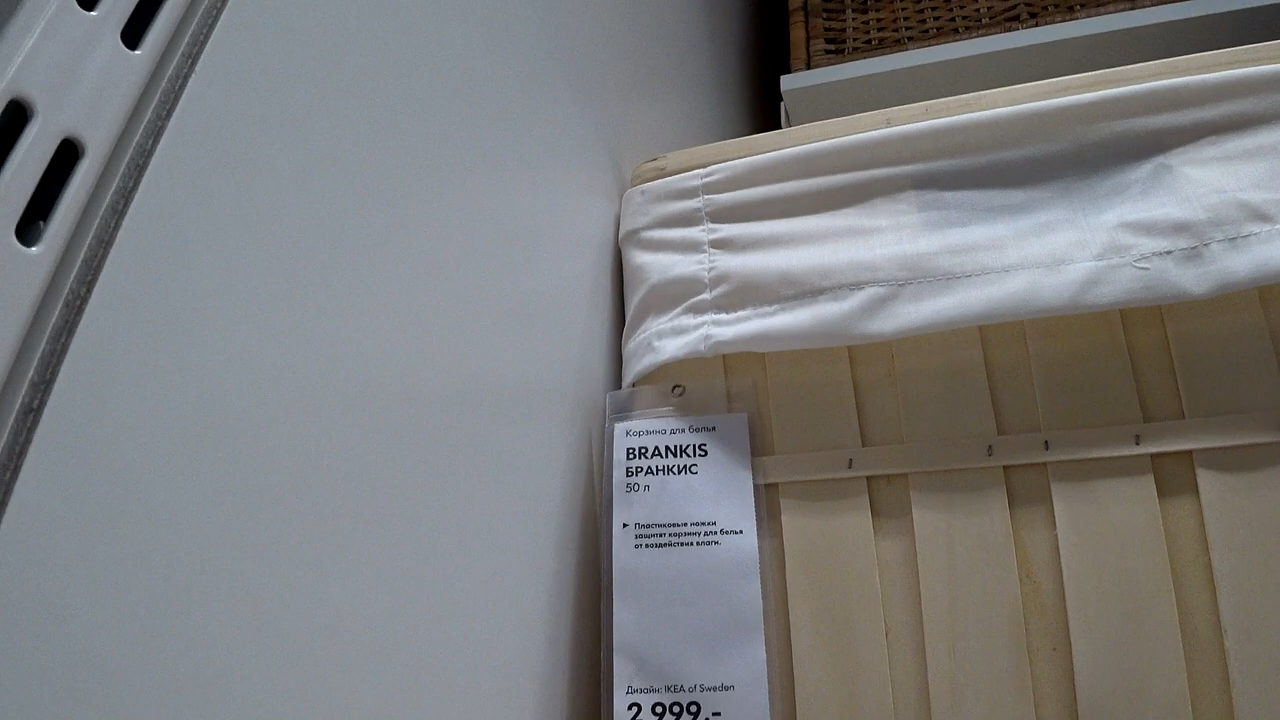 Корзина для белья
BRANKIS
БРАНКИС
50 л
▶ Пластиковые ножки
защитят корзину для белья
от воздействия влаги.
Дизайн: IKEA of Sweden
2 999.-